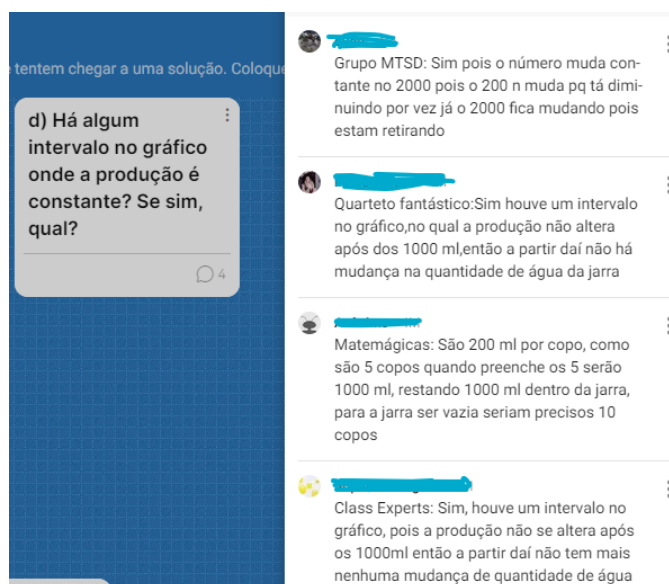 tentem chegar a uma solução. Coloque
d) Há algum
intervalo no gráfico
onde a produção é
constante? Se sim,
qual?
4
Grupo MTSD: Sim pois o número muda con-
tante no 2000 pois o 200 n muda pq tá dimi-
nuindo por vez já o 2000 fica mudando pois
estam retirando
Quarteto fantástico:Sim houve um intervalo
no gráfico,no qual a produção não altera
após dos 1000 ml,então a partir daí não há
mudança na quantidade de água da jarra
Matemágicas: São 200 ml por copo, como
são 5 copos quando preenche os 5 serão
1000 ml, restando 1000 ml dentro da jarra,
para a jarra ser vazia seriam precisos 10
copos
Class Experts: Sim, houve um intervalo no
gráfico, pois a produção não se altera após
os 1000ml então a partir daí não tem mais
nenhuma mudança de quantidade de água